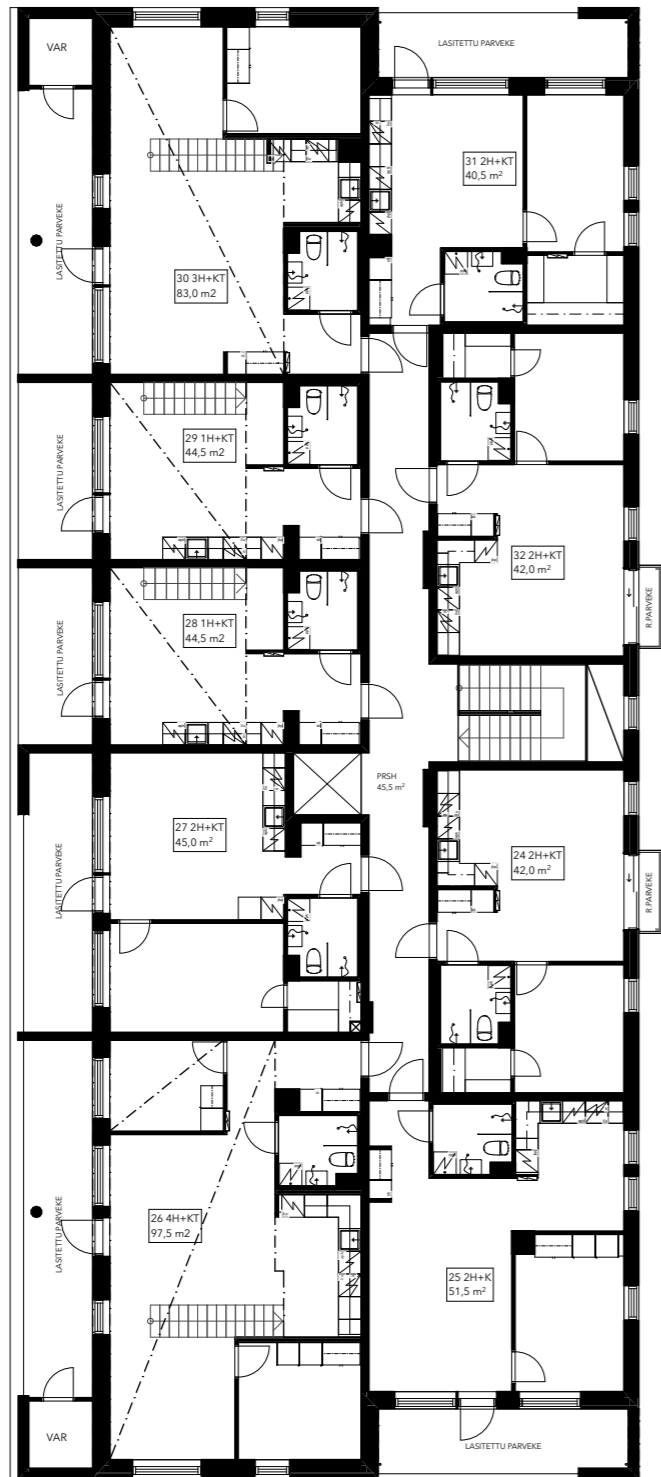 VAR
LASITETTU PARVEKE
LASITETTU PARVEKE
31 2H+KT
40,5 m²
30 3H+KT
83,0 m2
LASITETTU PARVEKE
29 1H+KT
44,5 m2
32 2H+KT
42,0 m²
R.PARVEKE
LASITETTU PARVEKE
28 1H+KT
44,5 m2
PRSH
45,5 m²
LASITETTU PARVEKE
27 2H+KT
45,0 m²
24 2H+KT
42,0 m²
R.PARVEKE
LASITETTU PARVEKE
26 4H+KT
97,5 m2
25 2H+K
51,5 m²
VAR
LASITETTU PARVEKE